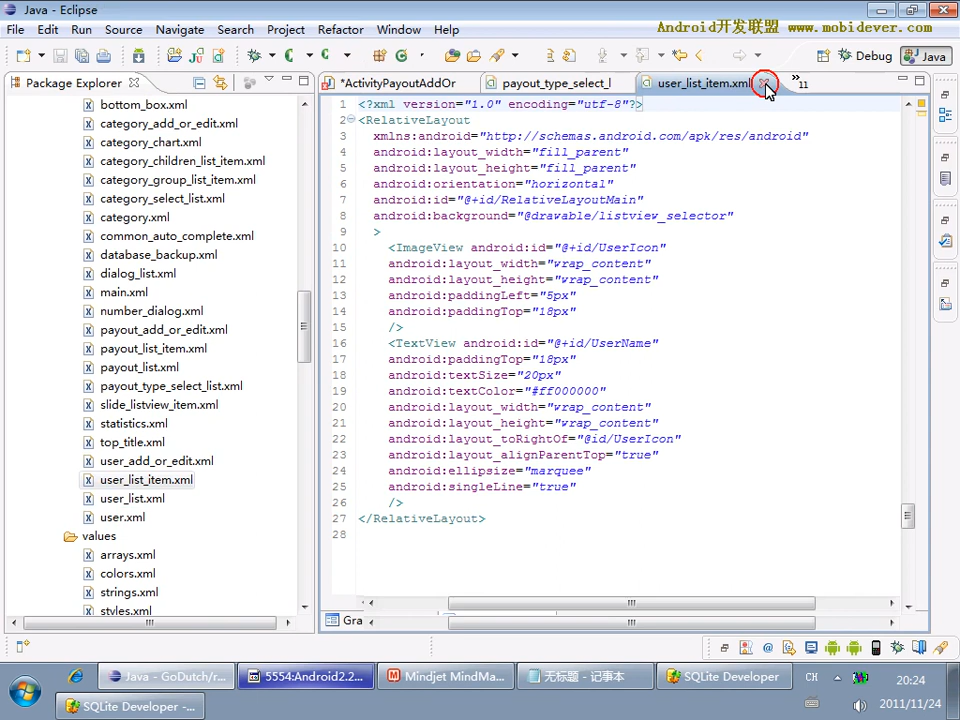 Java - Eclipse
Android开发联盟 www.mobidever.com
File Edit Run Source Navigate Search Project Refactor Window Help
Debug Java
Package Explorer
*ActivityPayoutAddOr payout_type_select_l user_list_item.xml 11
bottom_box.xml
category_add_or_edit.xml
category_chart.xml
category_children_list_item.xml
category_group_list_item.xml
category_select_list.xml
category.xml
common_auto_complete.xml
database_backup.xml
dialog_list.xml
main.xml
number_dialog.xml
payout_add_or_edit.xml
payout_list_item.xml
payout_list.xml
payout_type_select_list.xml
slide_listview_item.xml
statistics.xml
top_title.xml
user_add_or_edit.xml
user_list_item.xml
user_list.xml
user.xml
values
arrays.xml
colors.xml
strings.xml
styles.xml
1 <?xml version="1.0" encoding="utf-8"?>
2 <RelativeLayout
3 xmlns:android="http://schemas.android.com/apk/res/android"
4 android:layout_width="fill_parent"
5 android:layout_height="fill_parent"
6 android:orientation="horizontal"
7 android:id="@+id/RelativeLayoutMain"
8 android:background="@drawable/listview_selector"
9 >
10 <ImageView android:id="@+id/UserIcon"
11 android:layout_width="wrap_content"
12 android:layout_height="wrap_content"
13 android:paddingLeft="5px"
14 android:paddingTop="18px"
15 />
16 <TextView android:id="@+id/UserName"
17 android:paddingTop="18px"
18 android:textSize="20px"
19 android:textColor="#ff000000"
20 android:layout_width="wrap_content"
21 android:layout_height="wrap_content"
22 android:layout_toRightOf="@id/UserIcon"
23 android:layout_alignParentTop="true"
24 android:ellipsize="marquee"
25 android:singleLine="true"
26 />
27 </RelativeLayout>
28
Gra
Java - GoDutch/r... 5554:Android2.2... Mindjet MindMa... 无标题 - 记事本 SQLite Developer CH 20:24
SQLite Developer -... 2011/11/24